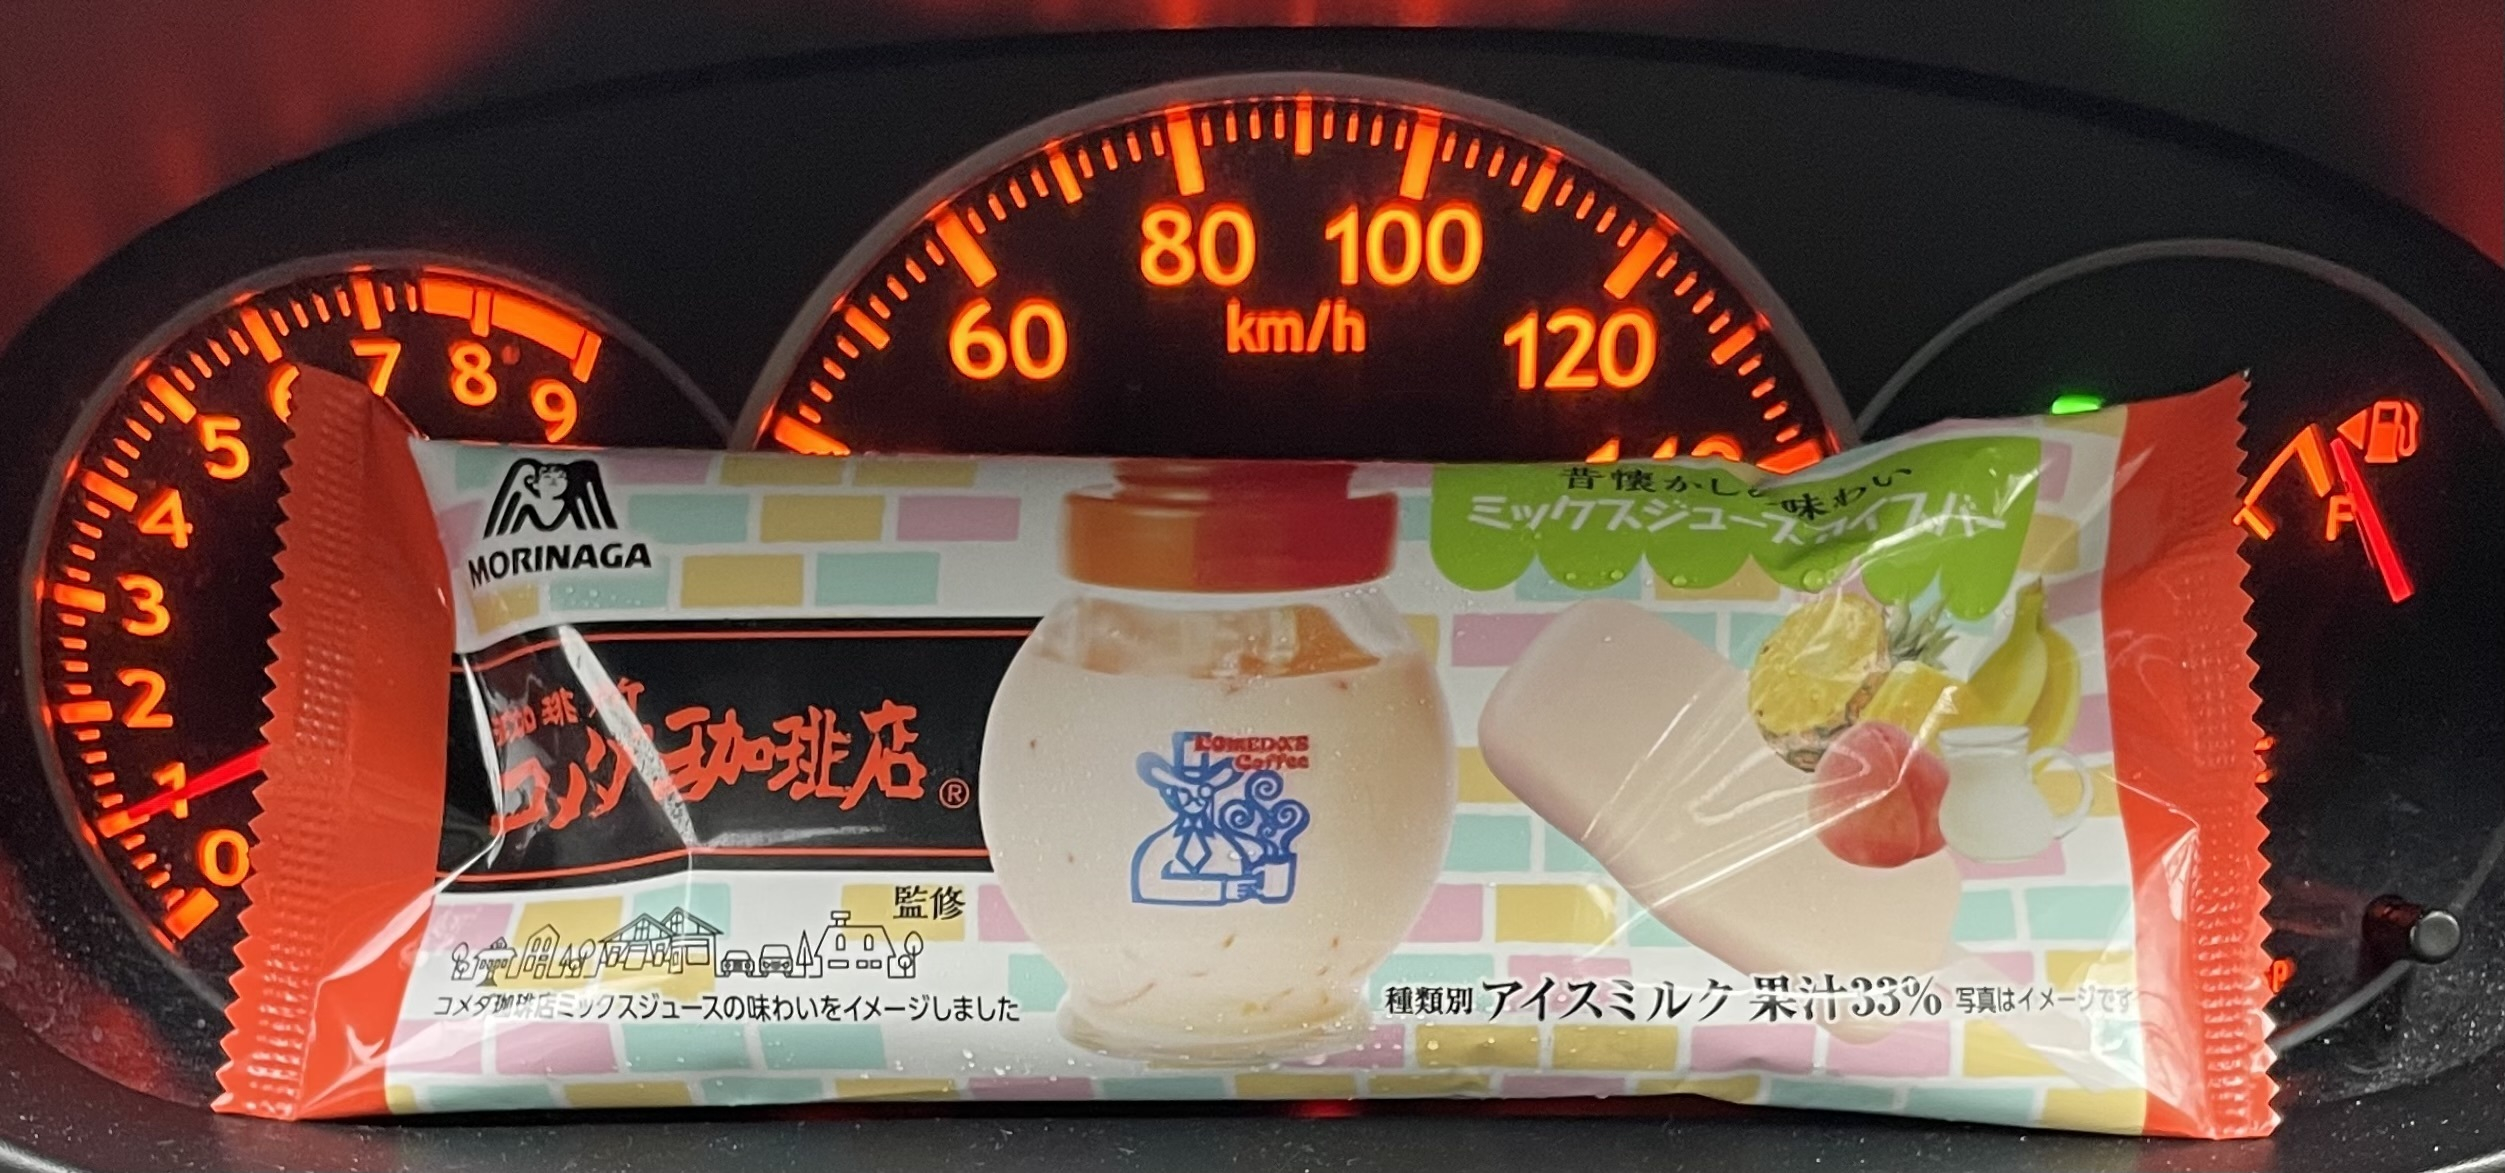 80
100
60
km/h
120
7
8
9
5
4
3
2
1
0
F
MORINAGA
昔懐かしの味わい
ミックスジュースアイスバー
珈琲所
コメダ珈琲店®
KOMEDA'S
Coffee
監修
コメダ珈琲店ミックスジュースの味わいをイメージしました
種類別 アイスミルク 果汁33% 写真はイメージです